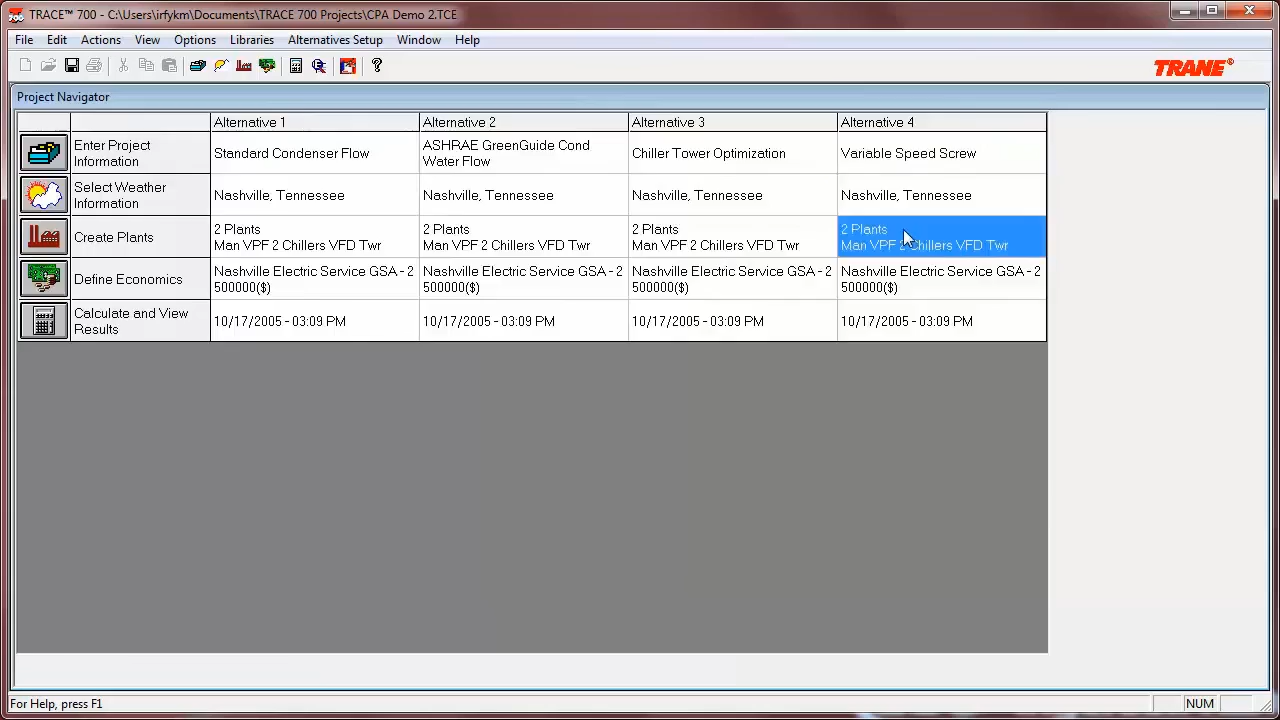 TRACE™ 700 - C:\Users\irfykm\Documents\TRACE 700 Projects\CPA Demo 2.TCE
File Edit Actions View Options Libraries Alternatives Setup Window Help
TRANE®
Project Navigator
Alternative 1 Alternative 2 Alternative 3 Alternative 4
Enter Project
Information
Standard Condenser Flow
ASHRAE GreenGuide Cond
Water Flow
Chiller Tower Optimization
Variable Speed Screw
Select Weather
Information
Nashville, Tennessee
Nashville, Tennessee
Nashville, Tennessee
Nashville, Tennessee
Create Plants
2 Plants
Man VPF 2 Chillers VFD Twr
2 Plants
Man VPF 2 Chillers VFD Twr
2 Plants
Man VPF 2 Chillers VFD Twr
2 Plants
Man VPF 2 Chillers VFD Twr
Define Economics
Nashville Electric Service GSA - 2
500000($)
Nashville Electric Service GSA - 2
500000($)
Nashville Electric Service GSA - 2
500000($)
Nashville Electric Service GSA - 2
500000($)
Calculate and View
Results
10/17/2005 - 03:09 PM
10/17/2005 - 03:09 PM
10/17/2005 - 03:09 PM
10/17/2005 - 03:09 PM
For Help, press F1
NUM